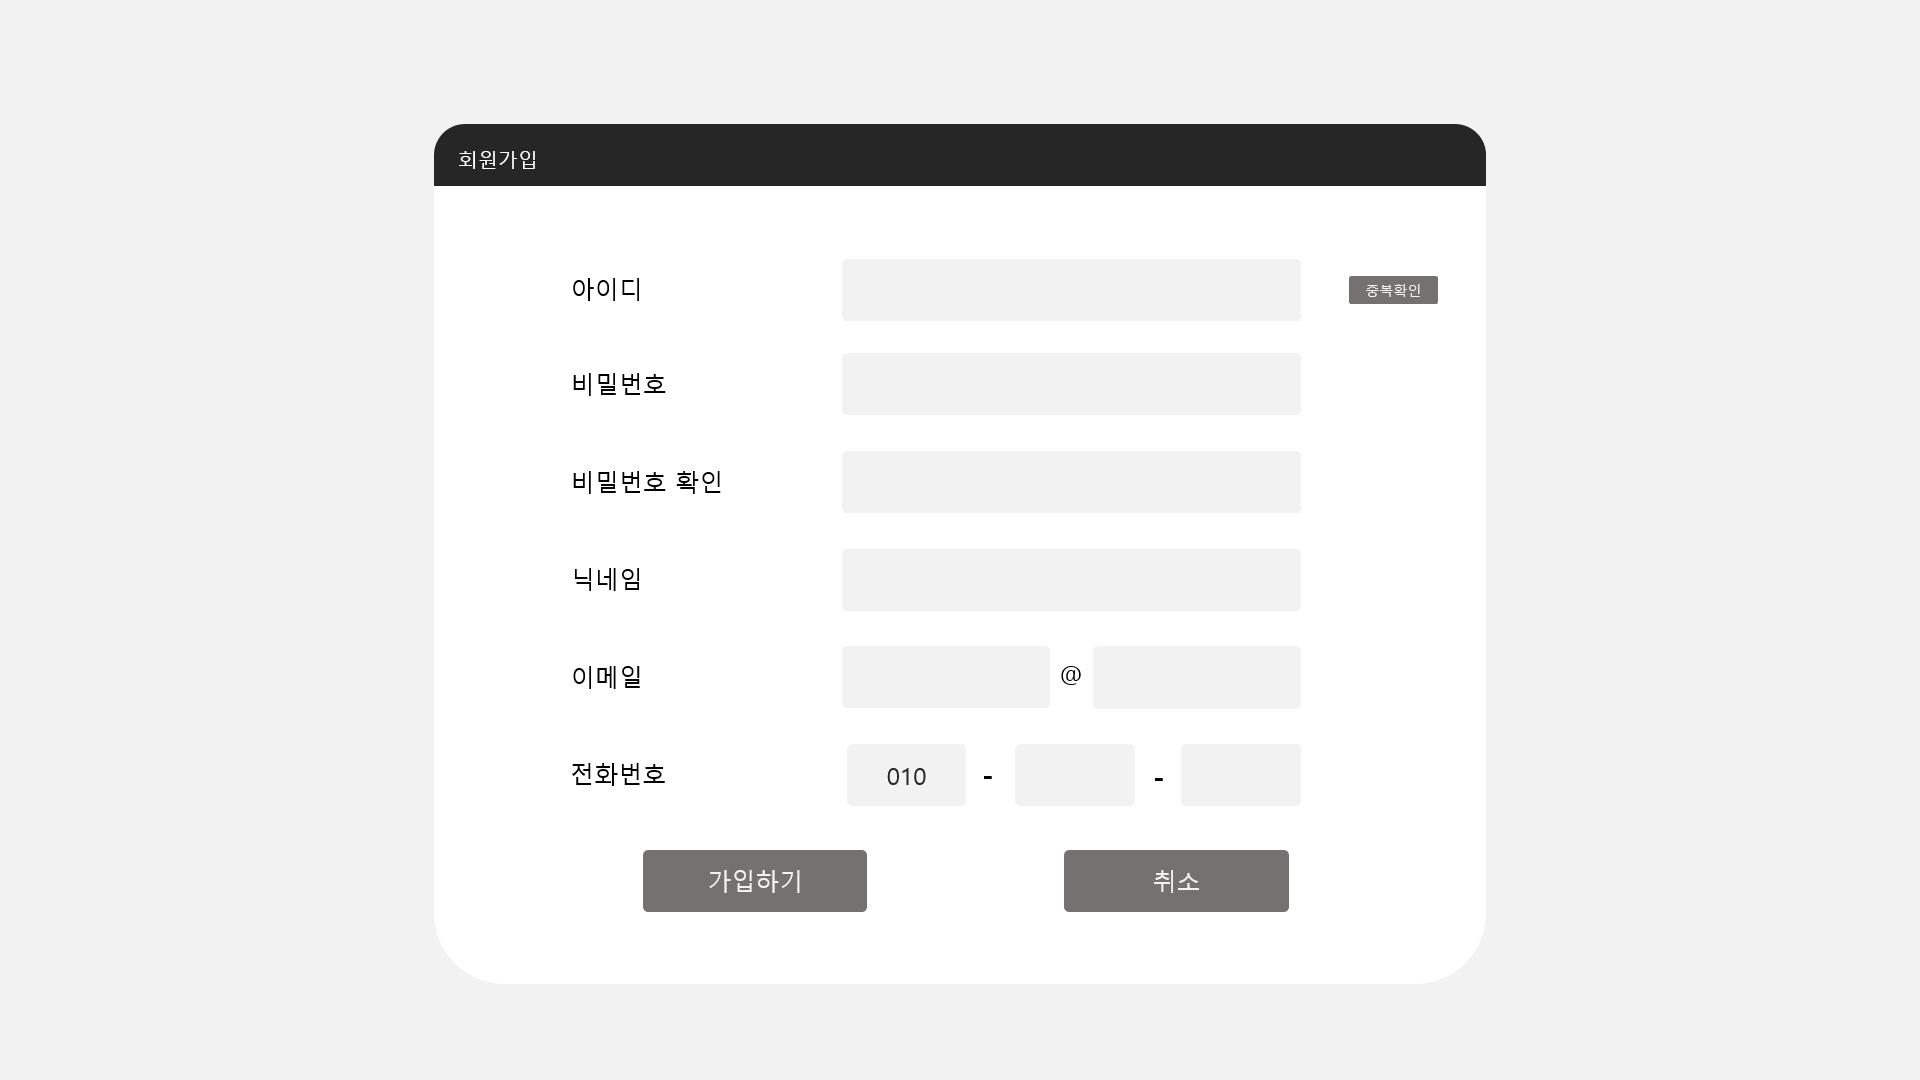 회원가입
아이디 중복확인
비밀번호
비밀번호 확인
닉네임
이메일 @
전화번호 010 - -
가입하기 취소